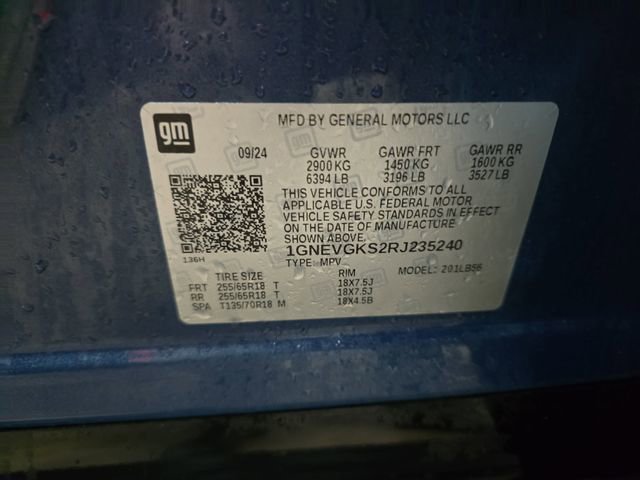 gm
MFD BY GENERAL MOTORS LLC
09/24 GVWR GAWR FRT GAWR RR
2900 KG 1450 KG 1600 KG
6394 LB 3196 LB 3527 LB
THIS VEHICLE CONFORMS TO ALL
APPLICABLE U.S. FEDERAL MOTOR
VEHICLE SAFETY STANDARDS IN EFFECT
ON THE DATE OF MANUFACTURE
SHOWN ABOVE.
136H
1GNEVGKS2RJ235240
TYPE: MPV MODEL: 201LB56
TIRE SIZE RIM
FRT 255/65R18 T 18X7.5J
RR 255/65R18 T 18X7.5J
SPA T135/70R18 M 18X4.5B